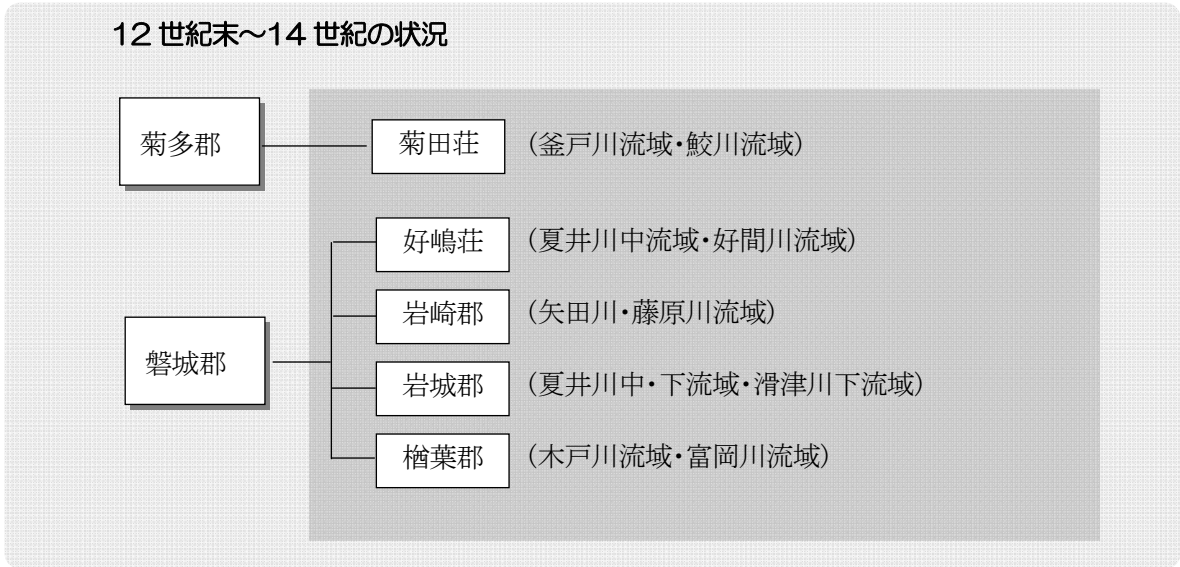 12世紀末~14世紀の状況
菊多郡
菊田荘 (釜戸川流域・鮫川流域)
好嶋荘 (夏井川中流域・好間川流域)
岩崎郡 (矢田川・藤原川流域)
磐城郡
岩城郡 (夏井川中・下流域・滑津川下流域)
楢葉郡 (木戸川流域・富岡川流域)